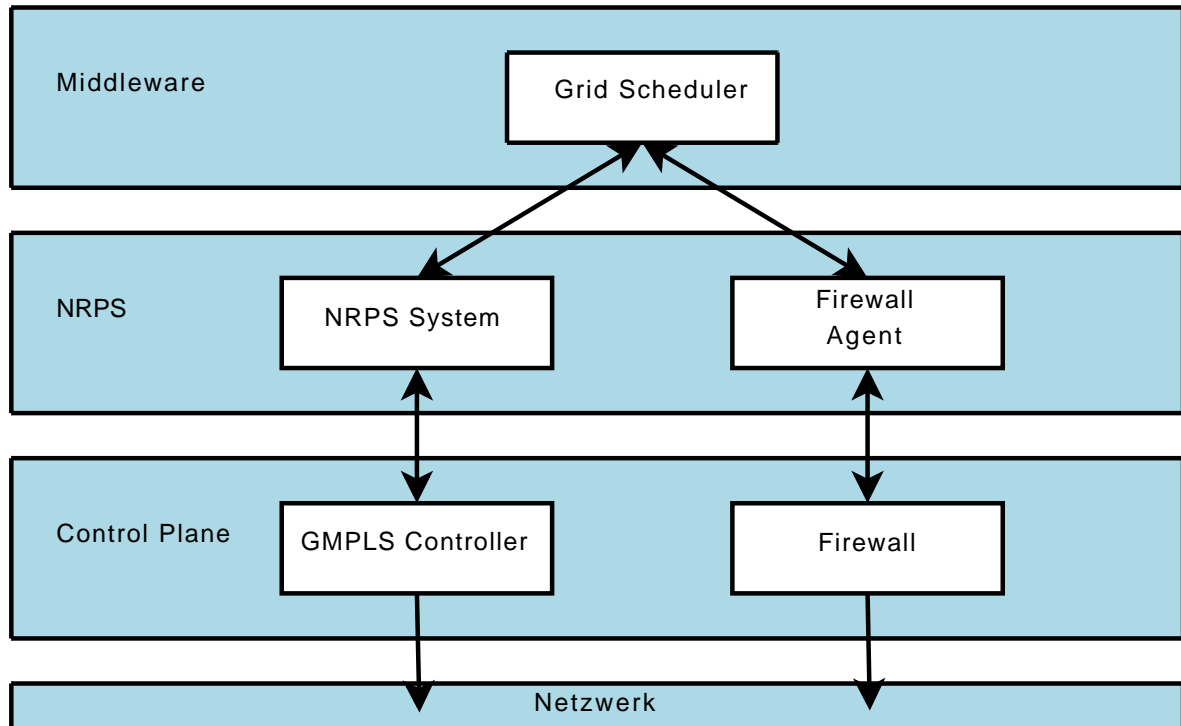 Middleware
Grid Scheduler
NRPS
NRPS System
Firewall
Agent
Control Plane
GMPLS Controller
Firewall
Netzwerk